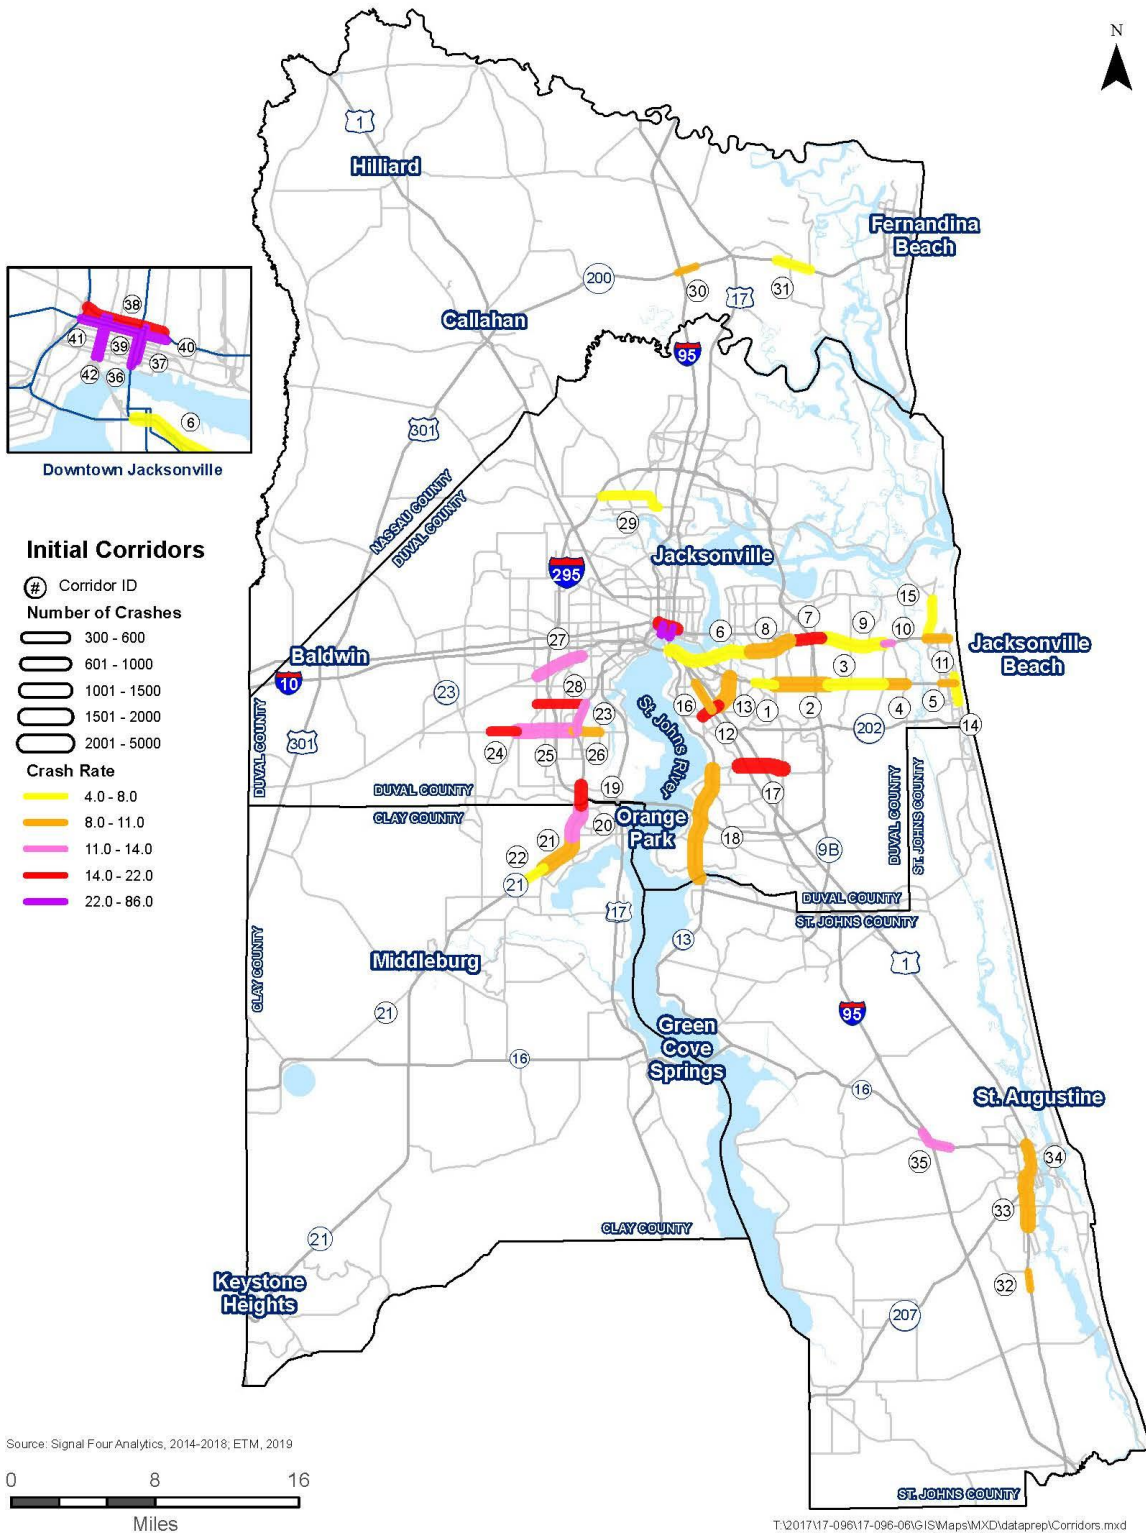 N
1
Hilliard
Fernandina
Beach
200
30
17
31
Callahan
95
38
41
39
40
42
36
37
6
Downtown Jacksonville
301
NASSAU COUNTY
DUVAL COUNTY
29
Jacksonville
295
Initial Corridors
# Corridor ID
Number of Crashes
300 - 600
601 - 1000
1001 - 1500
1501 - 2000
2001 - 5000
Crash Rate
4.0 - 8.0
8.0 - 11.0
11.0 - 14.0
14.0 - 22.0
22.0 - 86.0
15
27
6
8
7
9
10
Baldwin
10
Jacksonville
Beach
3
11
23
28
23
St. Johns River
16
13
1
2
4
5
12
202
14
301
24
25
26
DUVAL COUNTY
17
19
DUVAL COUNTY
CLAY COUNTY
20
Orange
Park
18
21
22
21
9B
DUVAL COUNTY
ST. JOHNS COUNTY
17
DUVAL COUNTY
ST. JOHNS COUNTY
13
1
CLAY COUNTY
Middleburg
21
95
Green
Cove
Springs
16
16
St. Augustine
35
34
33
CLAY COUNTY
21
Keystone
Heights
32
207
Source: Signal Four Analytics, 2014-2018; ETM, 2019
0 8 16
Miles
ST. JOHNS COUNTY
T:\2017\17-096\17-096-06\GIS\Maps\MXD\dataprep\Corridors.mxd